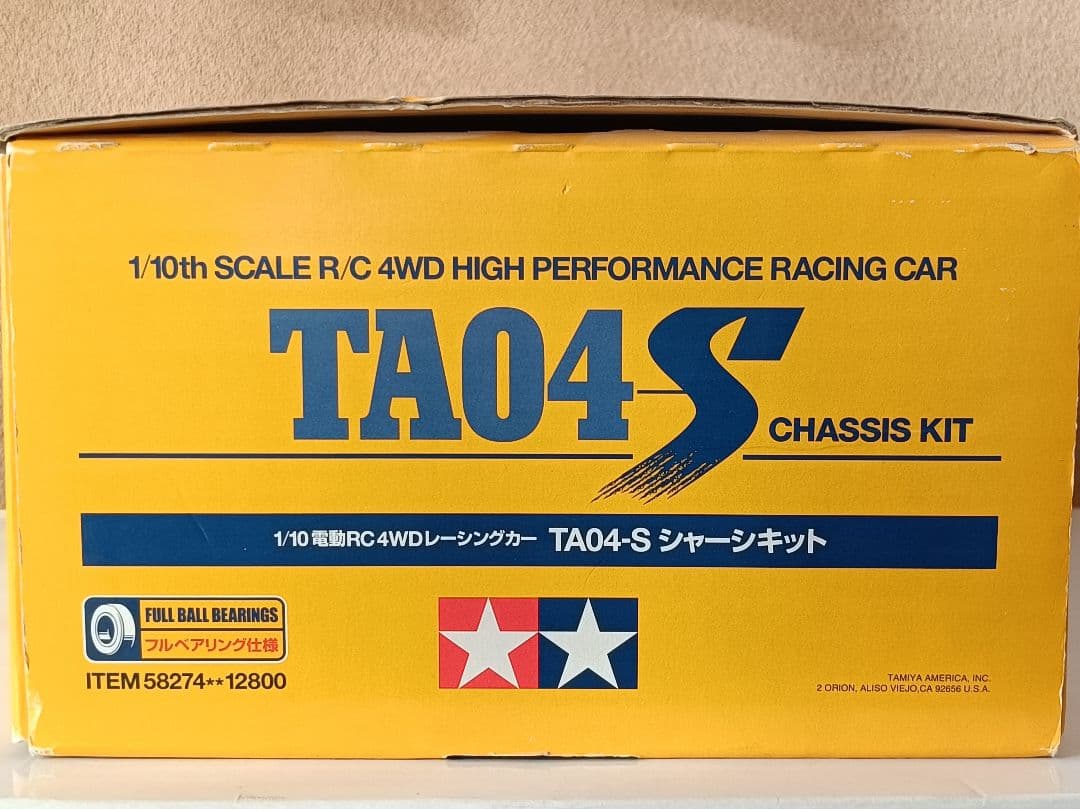 1/10th SCALE R/C 4WD HIGH PERFORMANCE RACING CAR
TA04-S CHASSIS KIT
1/10電動RC4WDレーシングカー TA04-S シャーシキット
FULL BALL BEARINGS
フルベアリング仕様
ITEM 58274**12800
TAMIYA AMERICA, INC.
2 ORION, ALISO VIEJO,CA 92656 U.S.A.